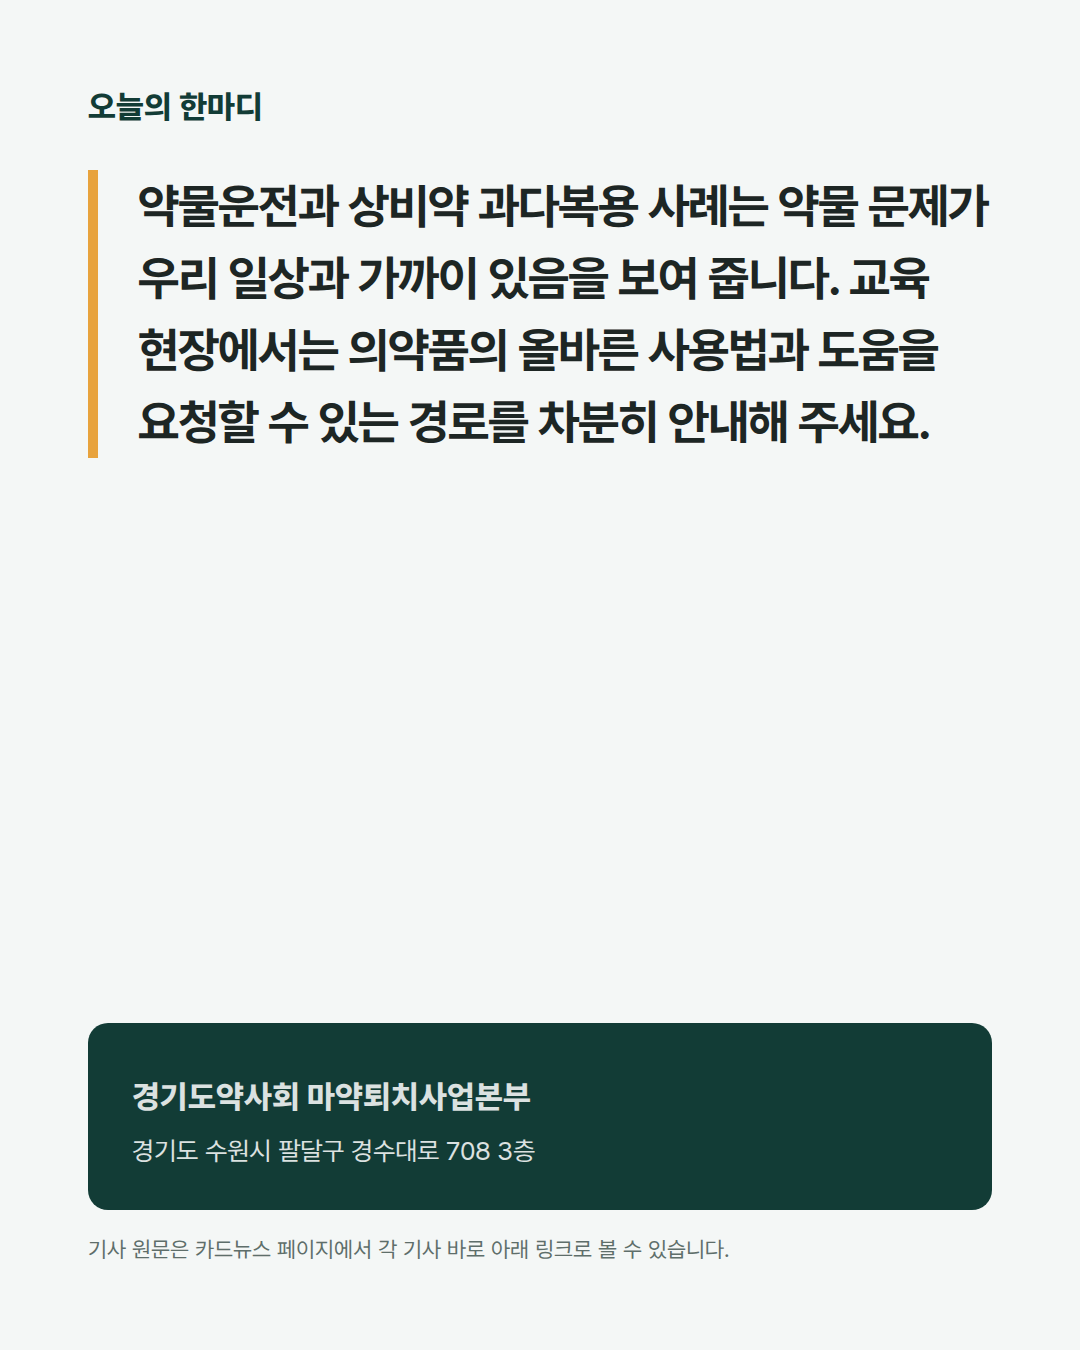 오늘의 한마디
약물운전과 상비약 과다복용 사례는 약물 문제가
우리 일상과 가까이 있음을 보여 줍니다. 교육
현장에서는 의약품의 올바른 사용법과 도움을
요청할 수 있는 경로를 차분히 안내해 주세요.
경기도약사회 마약퇴치사업본부
경기도 수원시 팔달구 경수대로 708 3층
기사 원문은 카드뉴스 페이지에서 각 기사 바로 아래 링크로 볼 수 있습니다.